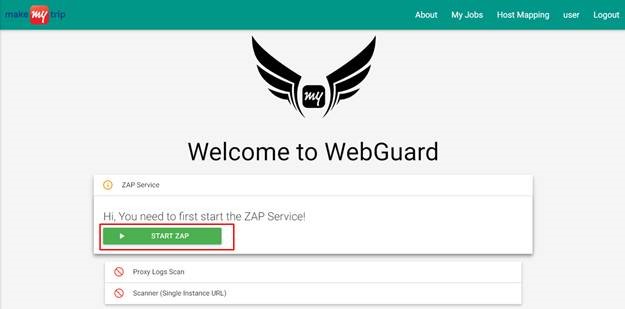 make my trip
About My Jobs Host Mapping user Logout
my
Welcome to WebGuard
ZAP Service
Hi, You need to first start the ZAP Service!
START ZAP
Proxy Logs Scan
Scanner (Single Instance URL)